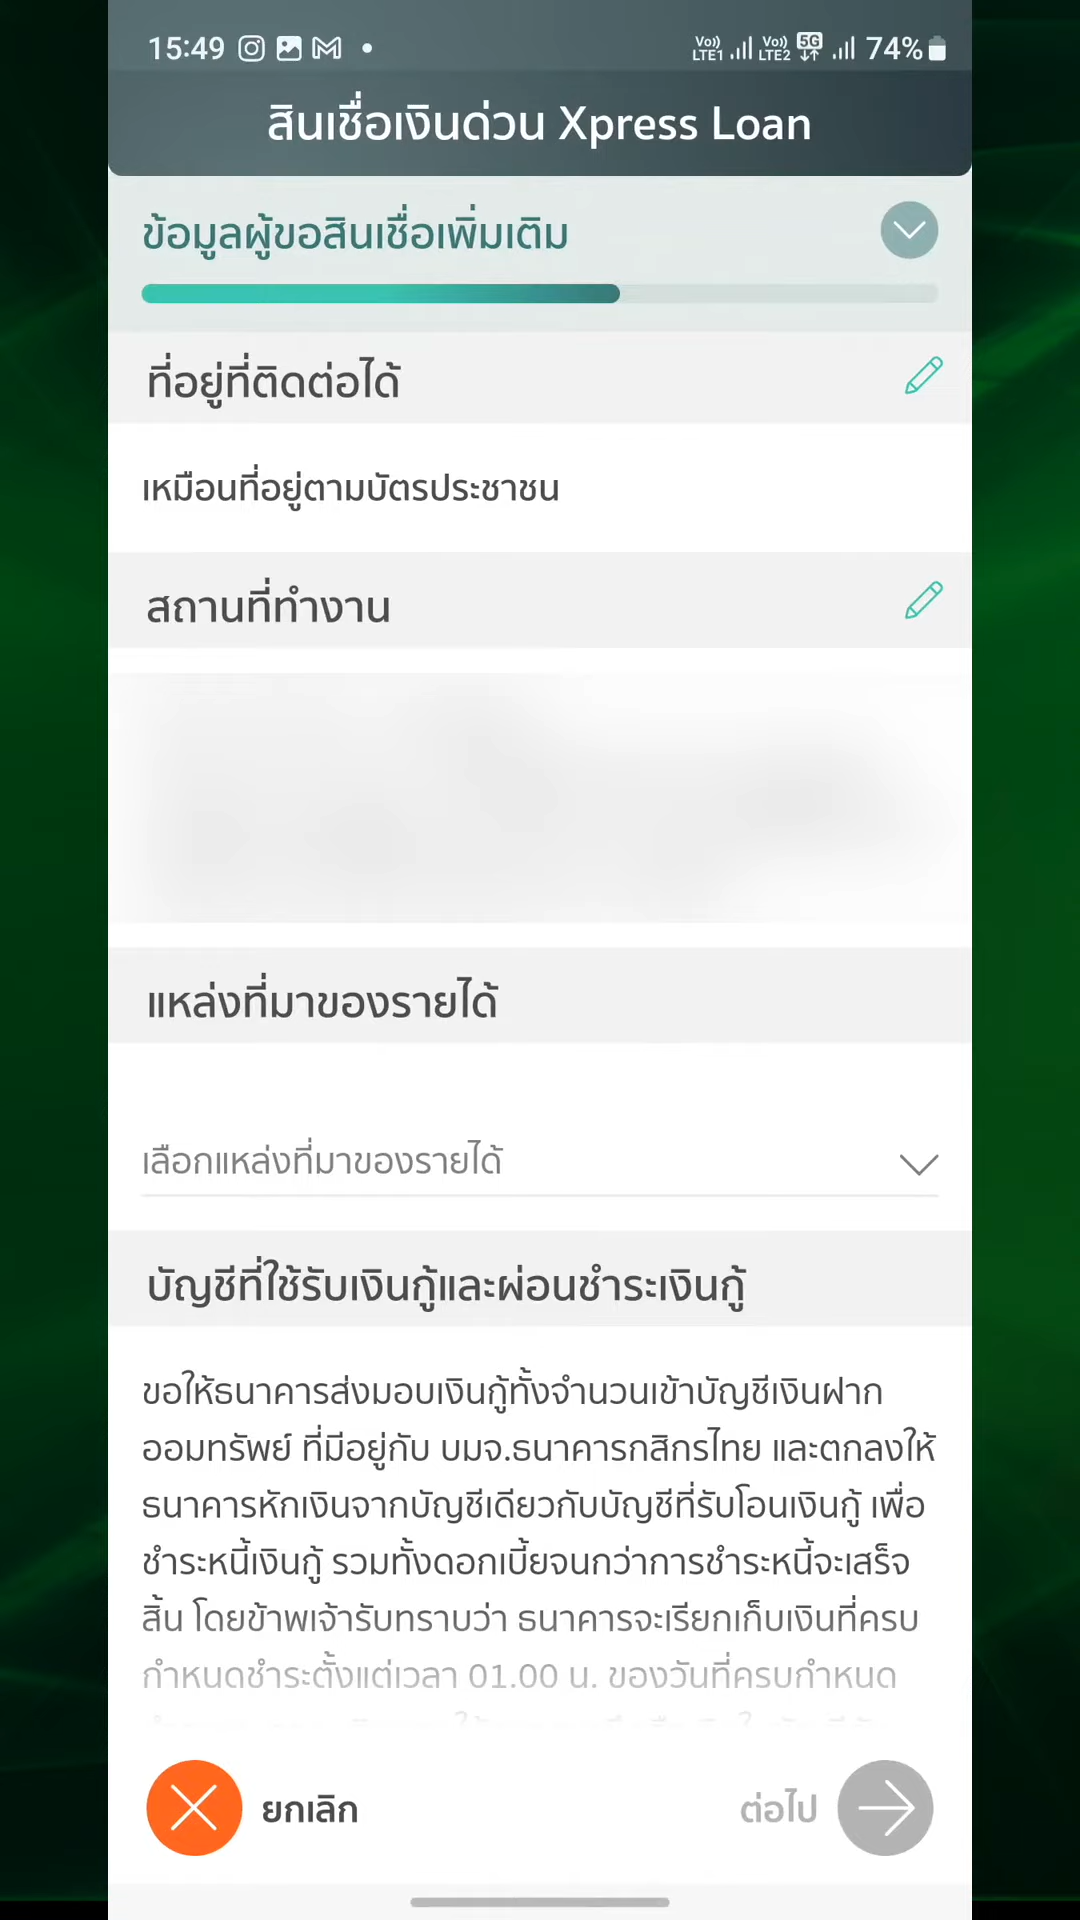 15:49
Vo)) LTE1 Vo)) LTE2 5G 74%
สินเชื่อเงินด่วน Xpress Loan
ข้อมูลผู้ขอสินเชื่อเพิ่มเติม
ที่อยู่ที่ติดต่อได้
เหมือนที่อยู่ตามบัตรประชาชน
สถานที่ทำงาน
แหล่งที่มาของรายได้
เลือกแหล่งที่มาของรายได้
บัญชีที่ใช้รับเงินกู้และผ่อนชำระเงินกู้
ขอให้ธนาคารส่งมอบเงินกู้ทั้งจำนวนเข้าบัญชีเงินฝาก
ออมทรัพย์ ที่มีอยู่กับ บมจ.ธนาคารกสิกรไทย และตกลงให้
ธนาคารหักเงินจากบัญชีเดียวกับบัญชีที่รับโอนเงินกู้ เพื่อ
ชำระหนี้เงินกู้ รวมทั้งดอกเบี้ยจนกว่าการชำระหนี้จะเสร็จ
สิ้น โดยข้าพเจ้ารับทราบว่า ธนาคารจะเรียกเก็บเงินที่ครบ
กำหนดชำระตั้งแต่เวลา 01.00 น. ของวันที่ครบกำหนด
ยกเลิก
ต่อไป